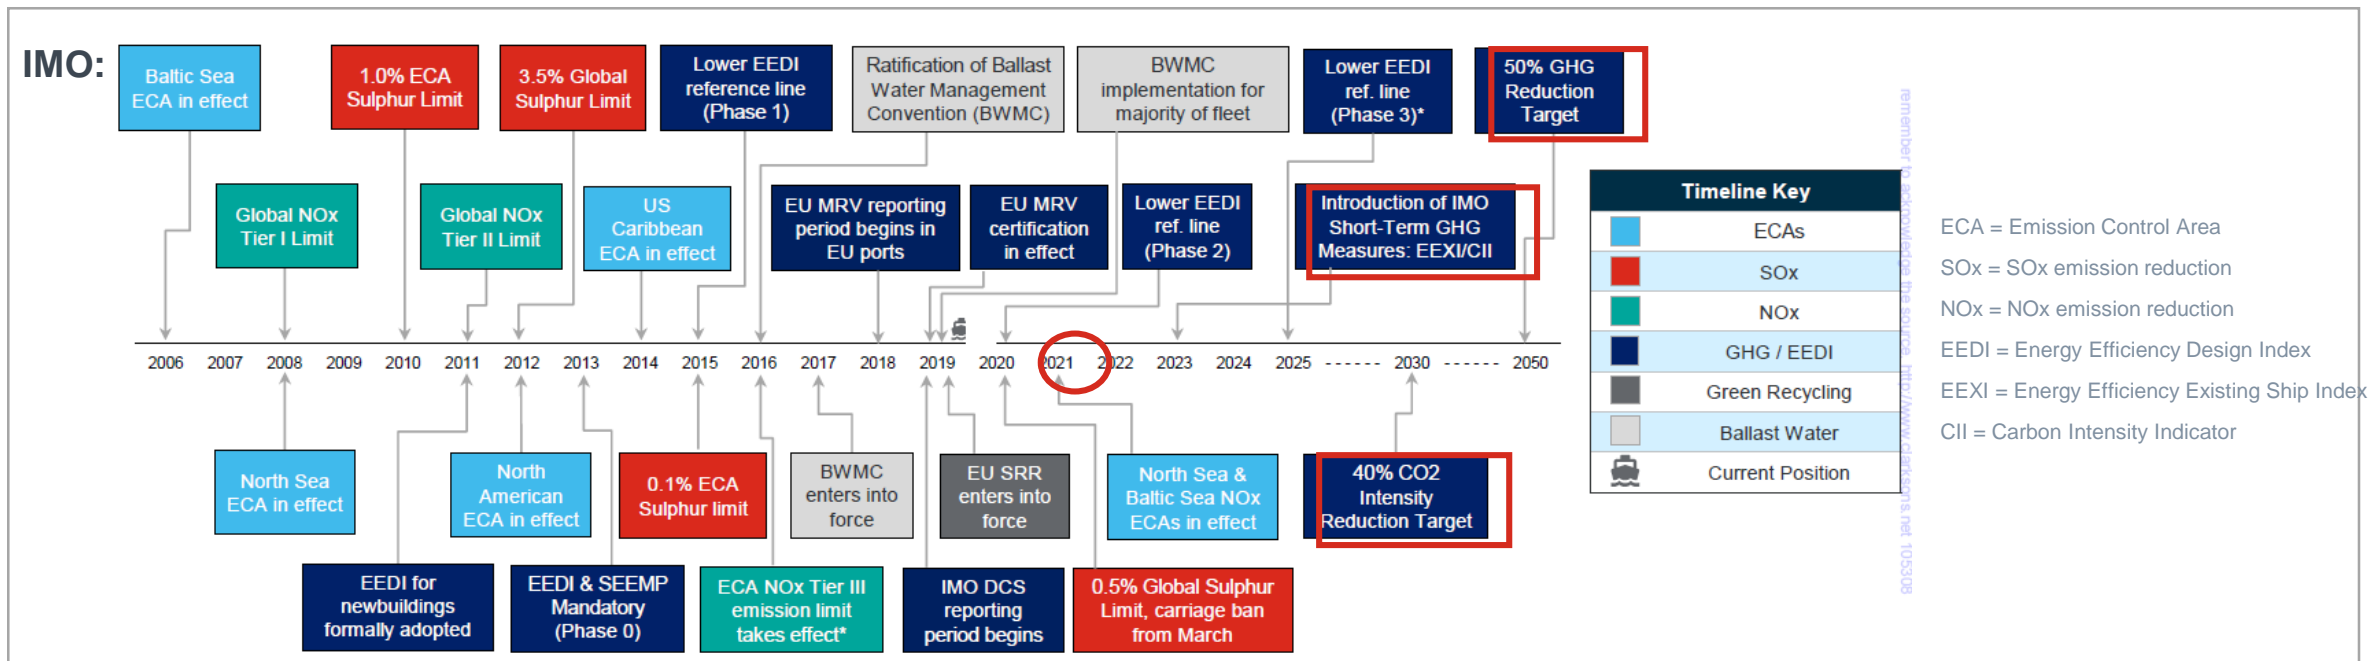 IMO:
Baltic Sea
ECA in effect
1.0% ECA
Sulphur Limit
3.5% Global
Sulphur Limit
Lower EEDI
reference line
(Phase 1)
Ratification of Ballast
Water Management
Convention (BWMC)
BWMC
implementation for
majority of fleet
Lower EEDI
ref. line
(Phase 3)*
50% GHG
Reduction
Target
Global NOx
Tier I Limit
Global NOx
Tier II Limit
US
Caribbean
ECA in effect
EU MRV reporting
period begins in
EU ports
EU MRV
certification
in effect
Lower EEDI
ref. line
(Phase 2)
Introduction of IMO
Short-Term GHG
Measures: EEXI/CII
2006 2007 2008 2009 2010 2011 2012 2013 2014 2015 2016 2017 2018 2019 2020 2021 2022 2023 2024 2025 ------ 2030 ------ 2050
North Sea
ECA in effect
North
American
ECA in effect
0.1% ECA
Sulphur limit
BWMC
enters into
force
EU SRR
enters into
force
North Sea &
Baltic Sea NOx
ECAs in effect
40% CO2
Intensity
Reduction Target
EEDI for
newbuildings
formally adopted
EEDI & SEEMP
Mandatory
(Phase 0)
ECA NOx Tier III
emission limit
takes effect*
IMO DCS
reporting
period begins
0.5% Global Sulphur
Limit, carriage ban
from March
Timeline Key
ECAs
SOx
NOx
GHG / EEDI
Green Recycling
Ballast Water
Current Position
remember to acknowledge the source: http://www.clarksons.net 105308
ECA = Emission Control Area
SOx = SOx emission reduction
NOx = NOx emission reduction
EEDI = Energy Efficiency Design Index
EEXI = Energy Efficiency Existing Ship Index
CII = Carbon Intensity Indicator